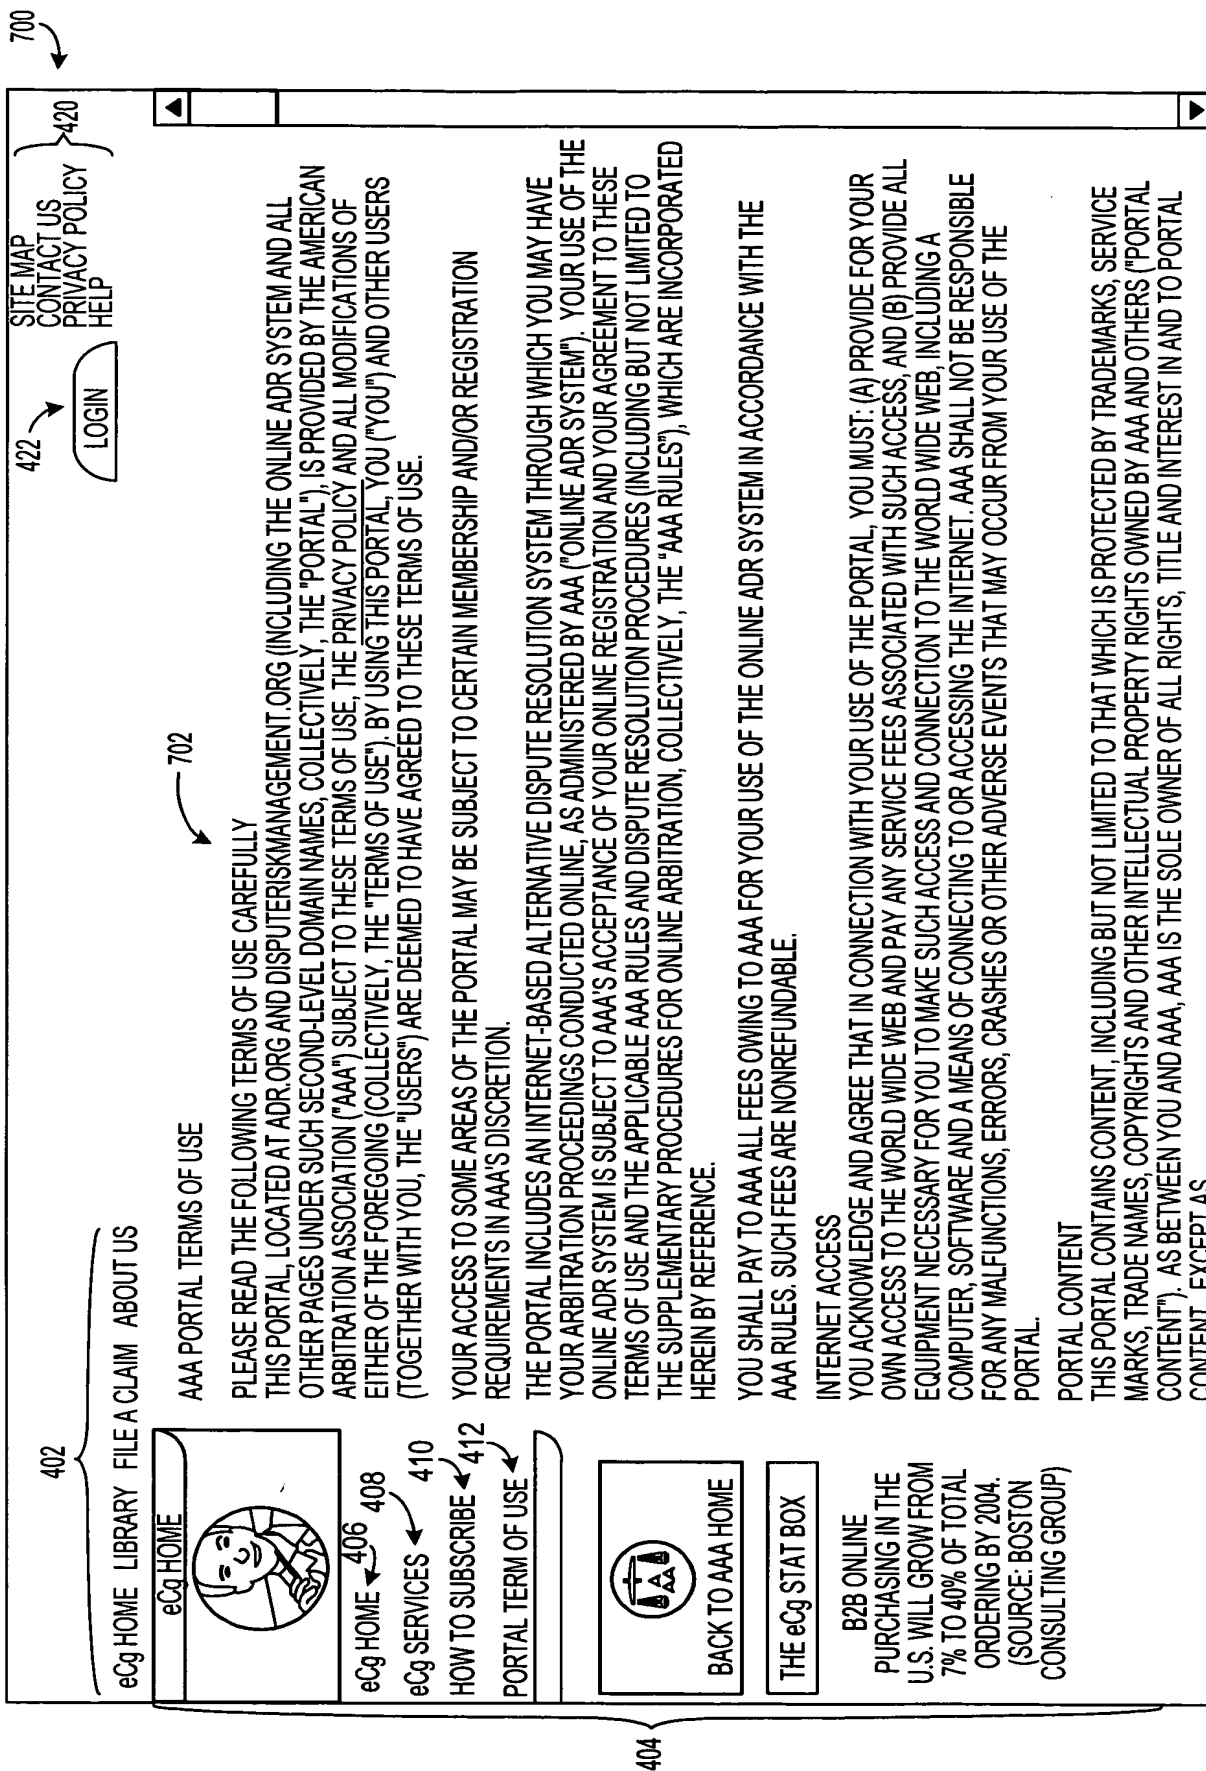 700
402
eCg HOME LIBRARY FILE A CLAIM ABOUT US
422
LOGIN
SITE MAP
CONTACT US
PRIVACY POLICY
HELP
420
404
eCg HOME
eCg HOME 406
eCg SERVICES 408
HOW TO SUBSCRIBE 410
PORTAL TERM OF USE 412
BACK TO AAA HOME
THE eCg STAT BOX
B2B ONLINE
PURCHASING IN THE
U.S. WILL GROW FROM
7% TO 40% OF TOTAL
ORDERING BY 2004.
(SOURCE: BOSTON
CONSULTING GROUP)
702
AAA PORTAL TERMS OF USE
PLEASE READ THE FOLLOWING TERMS OF USE CAREFULLY
THIS PORTAL, LOCATED AT ADR.ORG AND DISPUTERISKMANAGEMENT.ORG (INCLUDING THE ONLINE ADR SYSTEM AND ALL
OTHER PAGES UNDER SUCH SECOND-LEVEL DOMAIN NAMES, COLLECTIVELY, THE "PORTAL"), IS PROVIDED BY THE AMERICAN
ARBITRATION ASSOCIATION ("AAA") SUBJECT TO THESE TERMS OF USE, THE PRIVACY POLICY AND ALL MODIFICATIONS OF
EITHER OF THE FOREGOING (COLLECTIVELY, THE "TERMS OF USE"). BY USING THIS PORTAL, YOU ("YOU") AND OTHER USERS
(TOGETHER WITH YOU, THE "USERS") ARE DEMED TO HAVE AGREED TO THESE TERMS OF USE.
YOUR ACCESS TO SOME AREAS OF THE PORTAL MAY BE SUBJECT TO CERTAIN MEMBERSHIP AND/OR REGISTRATION
REQUIREMENTS IN AAA'S DISCRETION.
THE PORTAL INCLUDES AN INTERNET-BASED ALTERNATIVE DISPUTE RESOLUTION SYSTEM THROUGH WHICH YOU MAY HAVE
YOUR ARBITRATION PROCEEDINGS CONDUCTED ONLINE, AS ADMINISTERED BY AAA ("ONLINE ADR SYSTEM"). YOUR USE OF THE
ONLINE ADR SYSTEM IS SUBJECT TO AAA'S ACCEPTANCE OF YOUR ONLINE REGISTRATION AND YOUR AGREEMENT TO THESE
TERMS OF USE AND THE APPLICABLE AAA RULES AND DISPUTE RESOLUTION PROCEDURES (INCLUDING BUT NOT LIMITED TO
THE SUPPLEMENTARY PROCEDURES FOR ONLINE ARBITRATION, COLLECTIVELY, THE "AAA RULES"), WHICH ARE INCORPORATED
HEREIN BY REFERENCE.
YOU SHALL PAY TO AAA ALL FEES OWING TO AAA FOR YOUR USE OF THE ONLINE ADR SYSTEM IN ACCORDANCE WITH THE
AAA RULES. SUCH FEES ARE NONREFUNDABLE.
INTERNET ACCESS
YOU ACKNOWLEDGE AND AGREE THAT IN CONNECTION WITH YOUR USE OF THE PORTAL, YOU MUST: (A) PROVIDE FOR YOUR
OWN ACCESS TO THE WORLD WIDE WEB AND PAY ANY SERVICE FEES ASSOCIATED WITH SUCH ACCESS, AND (B) PROVIDE ALL
EQUIPMENT NECESSARY FOR YOU TO MAKE SUCH ACCESS AND CONNECTION TO THE WORLD WIDE WEB, INCLUDING A
COMPUTER, SOFTWARE AND A MEANS OF CONNECTING TO OR ACCESSING THE INTERNET. AAA SHALL NOT BE RESPONSIBLE
FOR ANY MALFUNCTIONS, ERRORS, CRASHES OR OTHER ADVERSE EVENTS THAT MAY OCCUR FROM YOUR USE OF THE
PORTAL.
PORTAL CONTENT
THIS PORTAL CONTAINS CONTENT, INCLUDING BUT NOT LIMITED TO THAT WHICH IS PROTECTED BY TRADEMARKS, SERVICE
MARKS, TRADE NAMES, COPYRIGHTS AND OTHER INTELLECTUAL PROPERTY RIGHTS OWNED BY AAA AND OTHERS ("PORTAL
CONTENT"). AS BETWEEN YOU AND AAA, AAA IS THE SOLE OWNER OF ALL RIGHTS, TITLE AND INTEREST IN AND TO PORTAL
CONTENT, EXCEPT AS